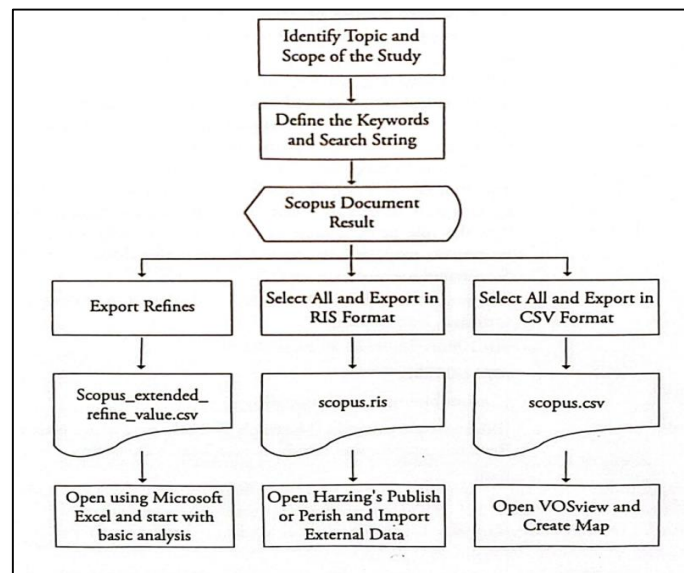 Identify Topic and
Scope of the Study
Define the Keywords
and Search String
Scopus Document
Result
Export Refines
Select All and Export in
RIS Format
Select All and Export in
CSV Format
Scopus_extended_
refine_value.csv
scopus.ris
scopus.csv
Open using Microsoft
Excel and start with
basic analysis
Open Harzing's Publish
or Perish and Import
External Data
Open VOSview and
Create Map